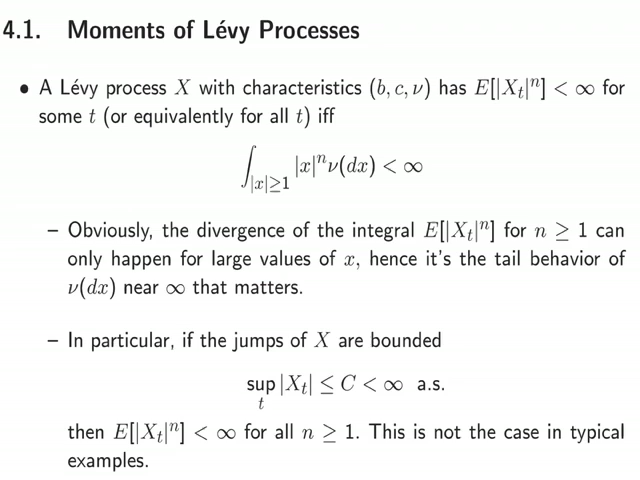 4.1. Moments of Lévy Processes
• A Lévy process X with characteristics (b, c, ν) has E[|X_t|^n] < ∞ for
some t (or equivalently for all t) iff
∫_{|x|≥1} |x|^n ν(dx) < ∞
– Obviously, the divergence of the integral E[|X_t|^n] for n ≥ 1 can
only happen for large values of x, hence it's the tail behavior of
ν(dx) near ∞ that matters.
– In particular, if the jumps of X are bounded
sup_t |X_t| ≤ C < ∞ a.s.
then E[|X_t|^n] < ∞ for all n ≥ 1. This is not the case in typical
examples.